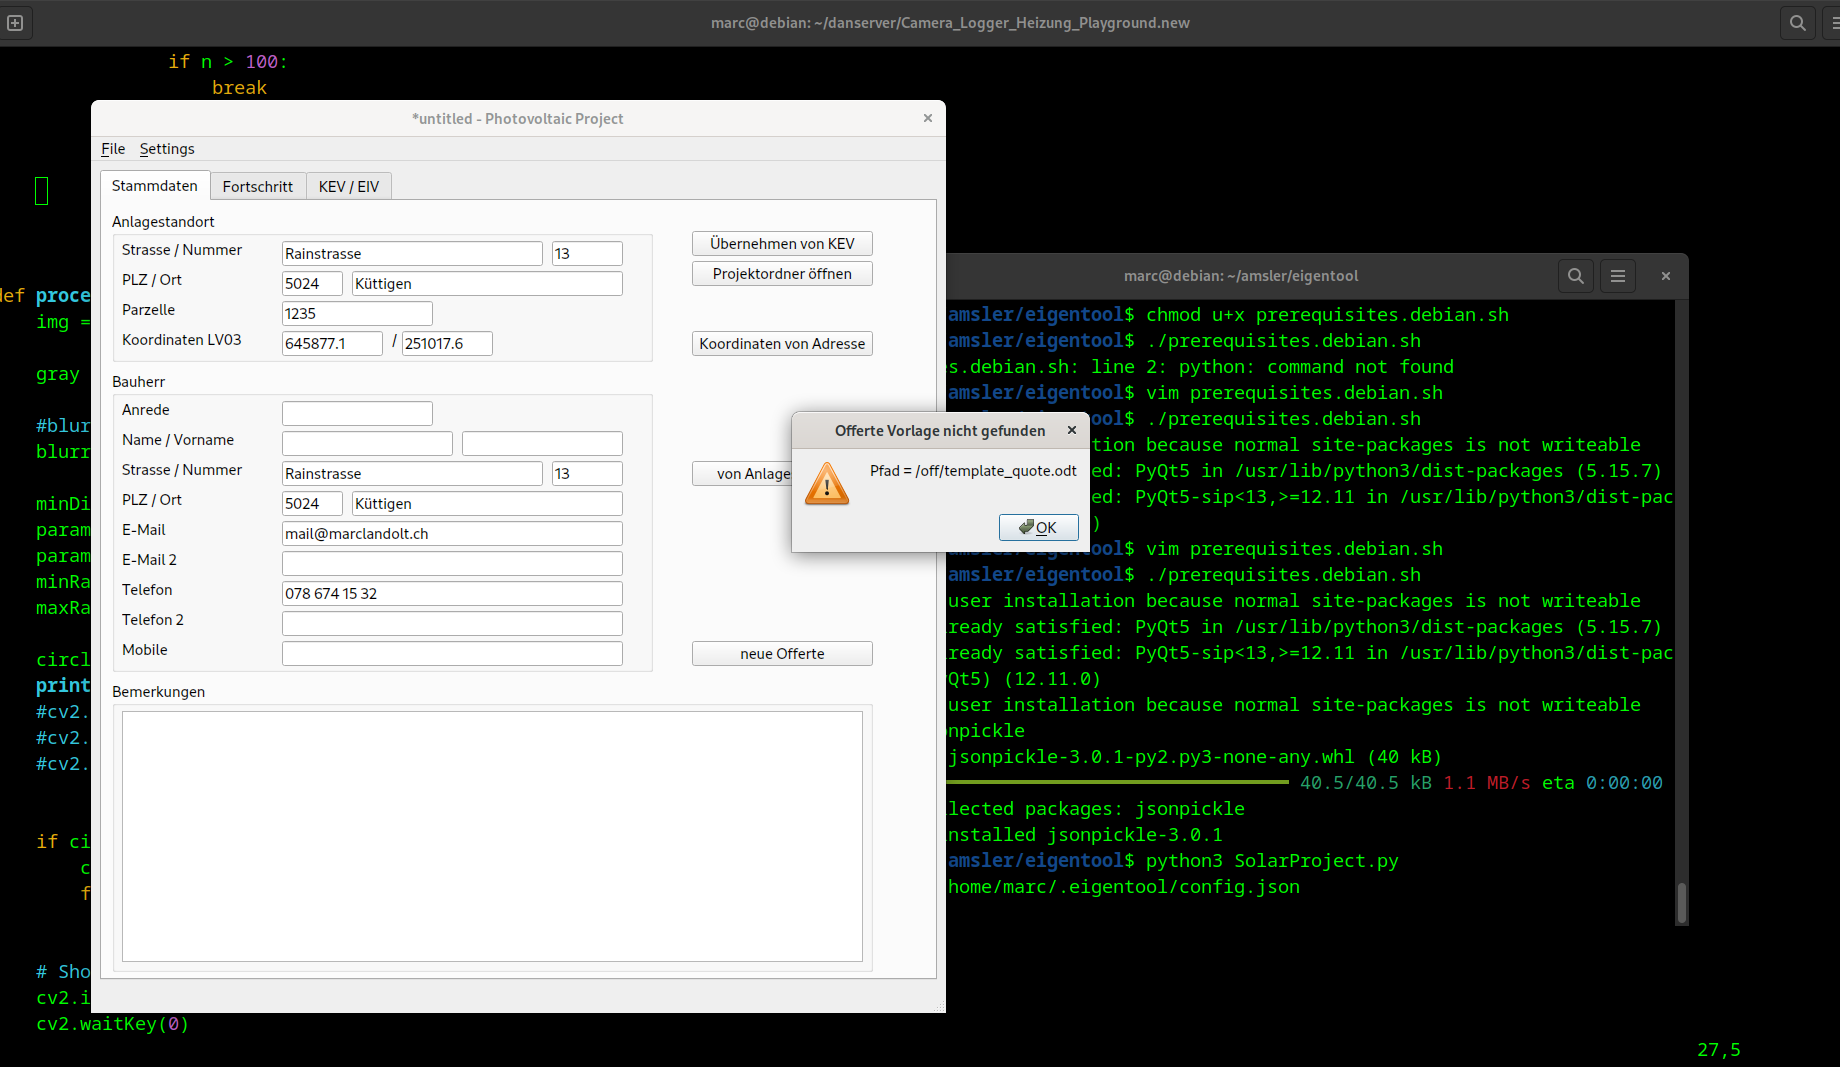 marc@debian: ~/danserver/Camera_Logger_Heizung_Playground.new
if n > 100:
break
def proce
img =
gray
#blur
blurr
minDi
param
param
minRa
maxRa
circl
print
#cv2.
#cv2.
#cv2.
if ci
c
f
# Sho
cv2.i
cv2.waitKey(0)
27,5
*untitled - Photovoltaic Project
File Settings
Stammdaten Fortschritt KEV / EIV
Anlagestandort
Strasse / Nummer Rainstrasse 13
PLZ / Ort 5024 Küttigen
Parzelle 1235
Koordinaten LV03 645877.1 / 251017.6
Übernehmen von KEV
Projektordner öffnen
Koordinaten von Adresse
Bauherr
Anrede
Name / Vorname
Strasse / Nummer Rainstrasse 13
von Anlage
PLZ / Ort 5024 Küttigen
E-Mail mail@marclandolt.ch
E-Mail 2
Telefon 078 674 15 32
Telefon 2
Mobile
neue Offerte
Bemerkungen
Offerte Vorlage nicht gefunden
Pfad = /off/template_quote.odt
OK
marc@debian: ~/amsler/eigentool
amsler/eigentool$ chmod u+x prerequisites.debian.sh
amsler/eigentool$ ./prerequisites.debian.sh
s.debian.sh: line 2: python: command not found
amsler/eigentool$ vim prerequisites.debian.sh
$ ./prerequisites.debian.sh
tion because normal site-packages is not writeable
ed: PyQt5 in /usr/lib/python3/dist-packages (5.15.7)
ed: PyQt5-sip<13,>=12.11 in /usr/lib/python3/dist-pac
)
ool$ vim prerequisites.debian.sh
amsler/eigentool$ ./prerequisites.debian.sh
user installation because normal site-packages is not writeable
ready satisfied: PyQt5 in /usr/lib/python3/dist-packages (5.15.7)
ready satisfied: PyQt5-sip<13,>=12.11 in /usr/lib/python3/dist-pac
Qt5) (12.11.0)
user installation because normal site-packages is not writeable
npickle
jsonpickle-3.0.1-py2.py3-none-any.whl (40 kB)
40.5/40.5 kB 1.1 MB/s eta 0:00:00
lected packages: jsonpickle
nstalled jsonpickle-3.0.1
amsler/eigentool$ python3 SolarProject.py
home/marc/.eigentool/config.json